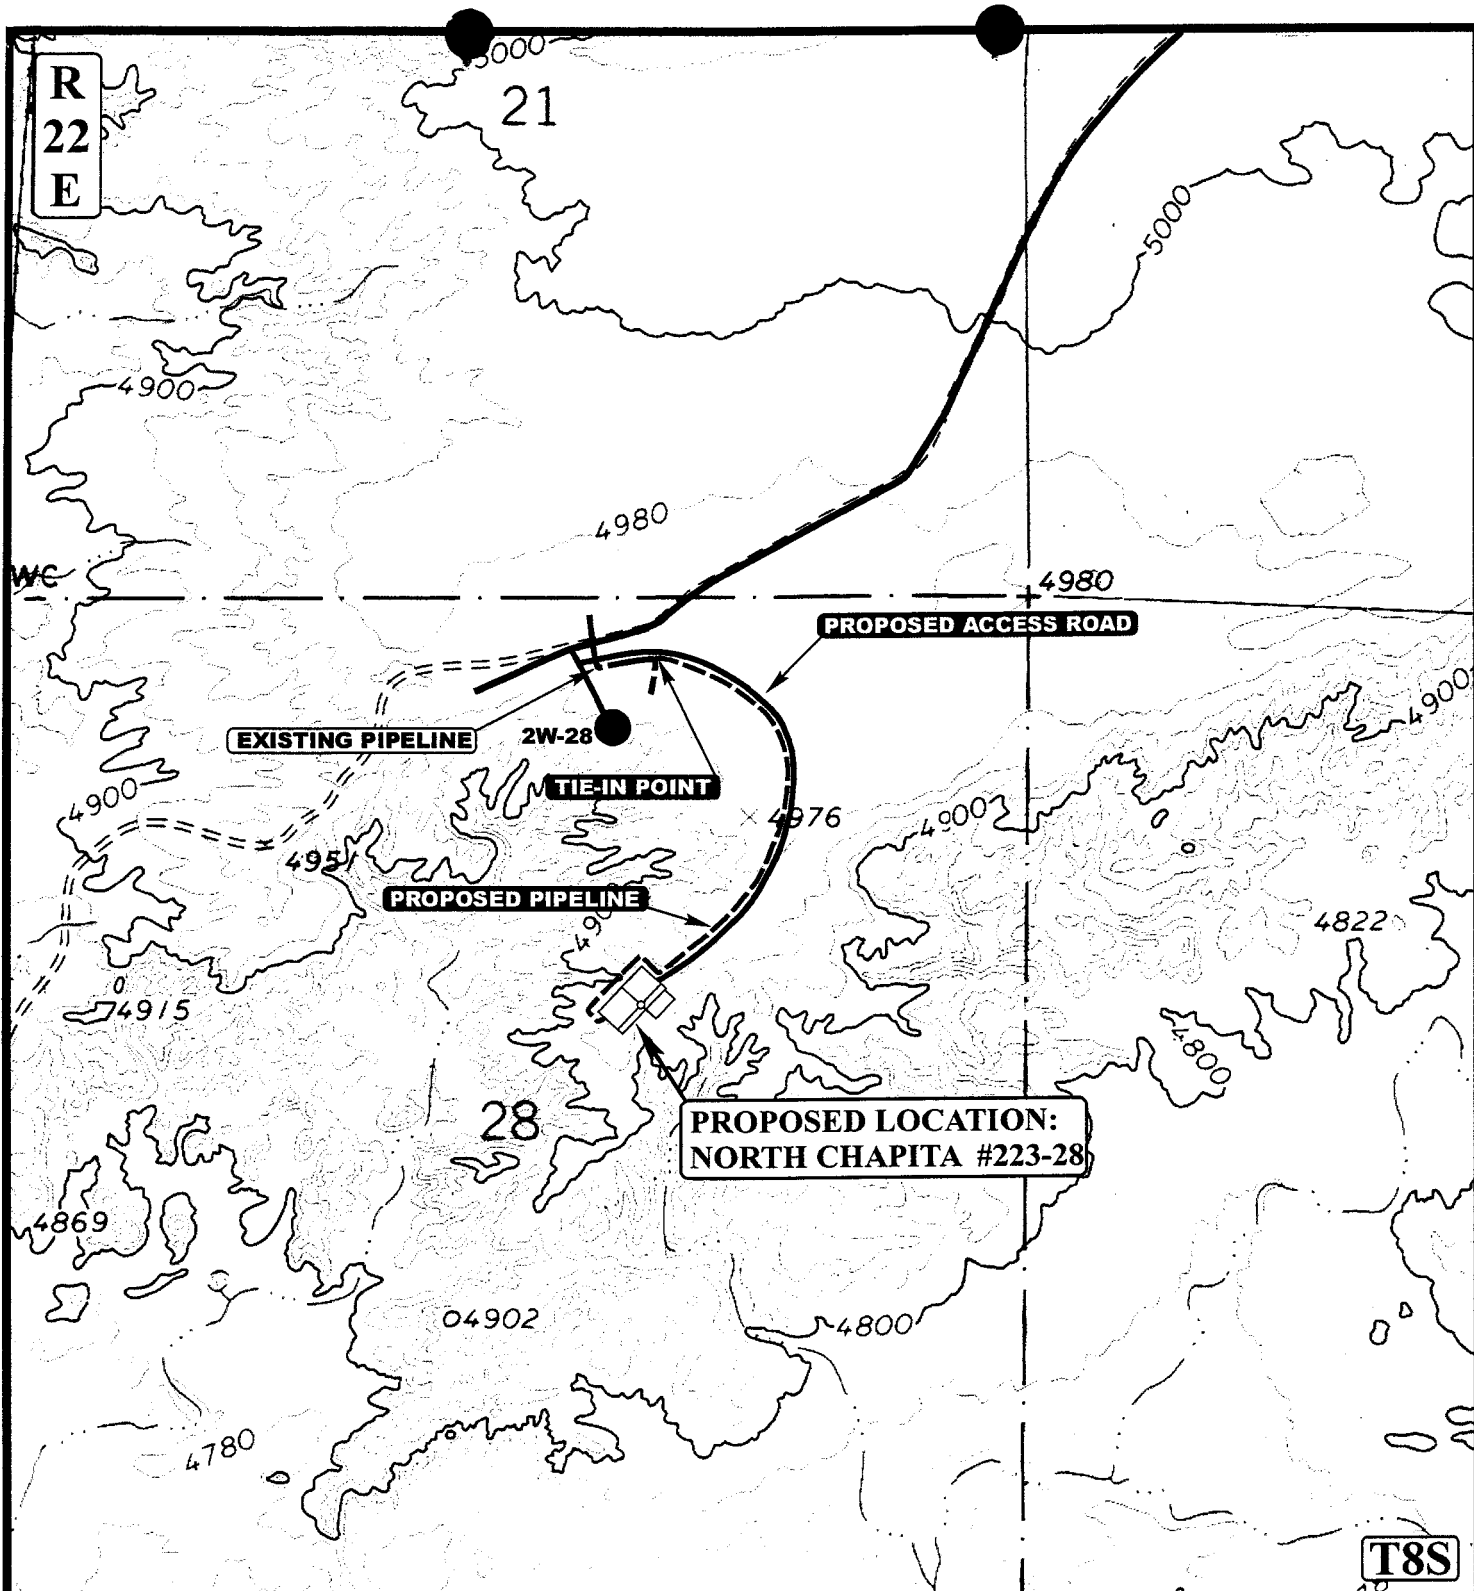 5000
R
22
E
21
5000
4900
4980
WC
4980
PROPOSED ACCESS ROAD
4900
EXISTING PIPELINE
2W-28
TIE-IN POINT
4900
4976
4900
4951
PROPOSED PIPELINE
4822
4915
4800
28
PROPOSED LOCATION:
NORTH CHAPITA #223-28
4869
04902
4800
4780
T8S